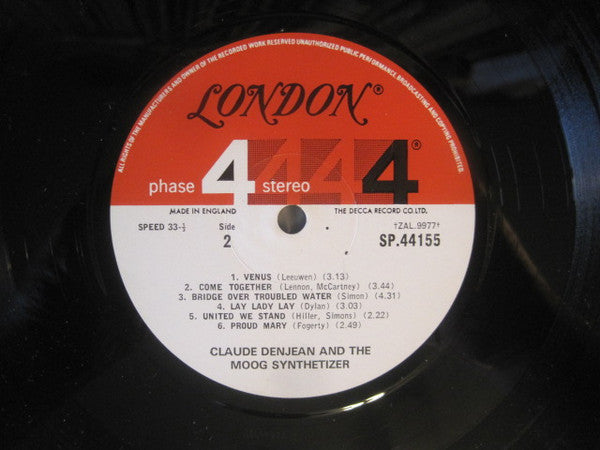 ALL RIGHTS OF THE MANUFACTURERS AND OWNER OF THE RECORDED WORK RESERVED UNAUTHORIZED PUBLIC PERFORMANCE, BROADCASTING AND COPYING PROHIBITED.
LONDON®
phase 4 stereo 4 4 4®
MADE IN ENGLAND THE DECCA RECORD CO. LTD.
SPEED 33-⅓ Side †ZAL.9977†
2 SP.44155
1. VENUS (Leeuwen) (3.13)
2. COME TOGETHER (Lennon, McCartney) (3.44)
3. BRIDGE OVER TROUBLED WATER (Simon) (4.31)
4. LAY LADY LAY (Dylan) (3.03)
5. UNITED WE STAND (Hiller, Simons) (2.22)
6. PROUD MARY (Fogerty) (2.49)
CLAUDE DENJEAN AND THE
MOOG SYNTHETIZER